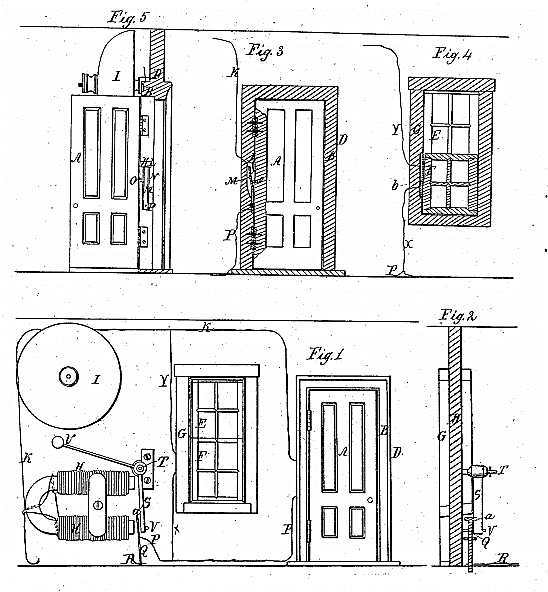 Fig. 5
Fig. 3
Fig. 4
I
D
K
A
O
N
P
M
A
B
D
P
Y
G
E
F
b
X
P
K
Fig. 1
Fig. 2
I
K
V
T
H
H
S
V
P
Q
R
Y
X
G
E
F
P
A
B
D
G
H
T
S
a
V
Q
R